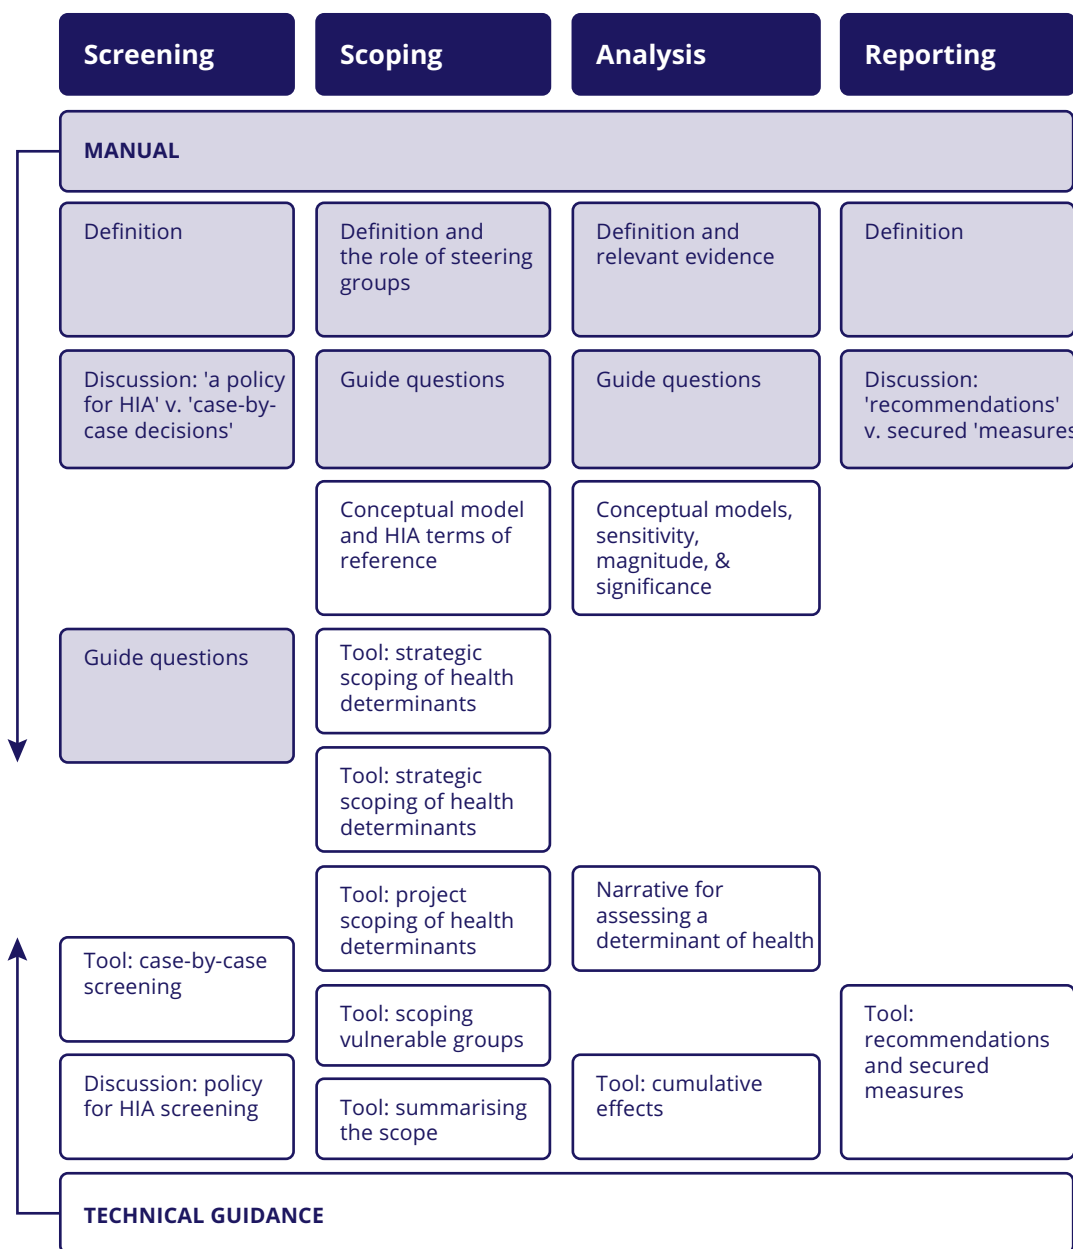 Screening
Scoping
Analysis
Reporting
MANUAL
Definition
Definition and
the role of steering
groups
Definition and
relevant evidence
Definition
Discussion: 'a policy
for HIA' v. 'case-by-
case decisions'
Guide questions
Guide questions
Discussion:
'recommendations'
v. secured 'measures
Conceptual model
and HIA terms of
reference
Conceptual models,
sensitivity,
magnitude, &
significance
Guide questions
Tool: strategic
scoping of health
determinants
Tool: strategic
scoping of health
determinants
Tool: project
scoping of health
determinants
Narrative for
assessing a
determinant of health
Tool: case-by-case
screening
Tool: scoping
vulnerable groups
Tool:
recommendations
and secured
measures
Discussion: policy
for HIA screening
Tool: summarising
the scope
Tool: cumulative
effects
TECHNICAL GUIDANCE